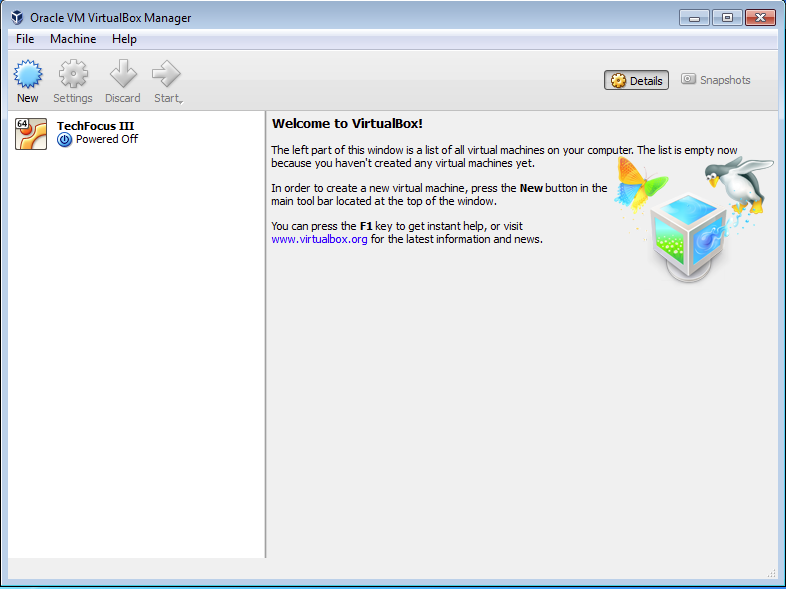 Oracle VM VirtualBox Manager
File Machine Help
New Settings Discard Start
Details Snapshots
64
TechFocus III
Powered Off
Welcome to VirtualBox!
The left part of this window is a list of all virtual machines on your computer. The list is empty now
because you haven't created any virtual machines yet.
In order to create a new virtual machine, press the New button in the
main tool bar located at the top of the window.
You can press the F1 key to get instant help, or visit
www.virtualbox.org for the latest information and news.